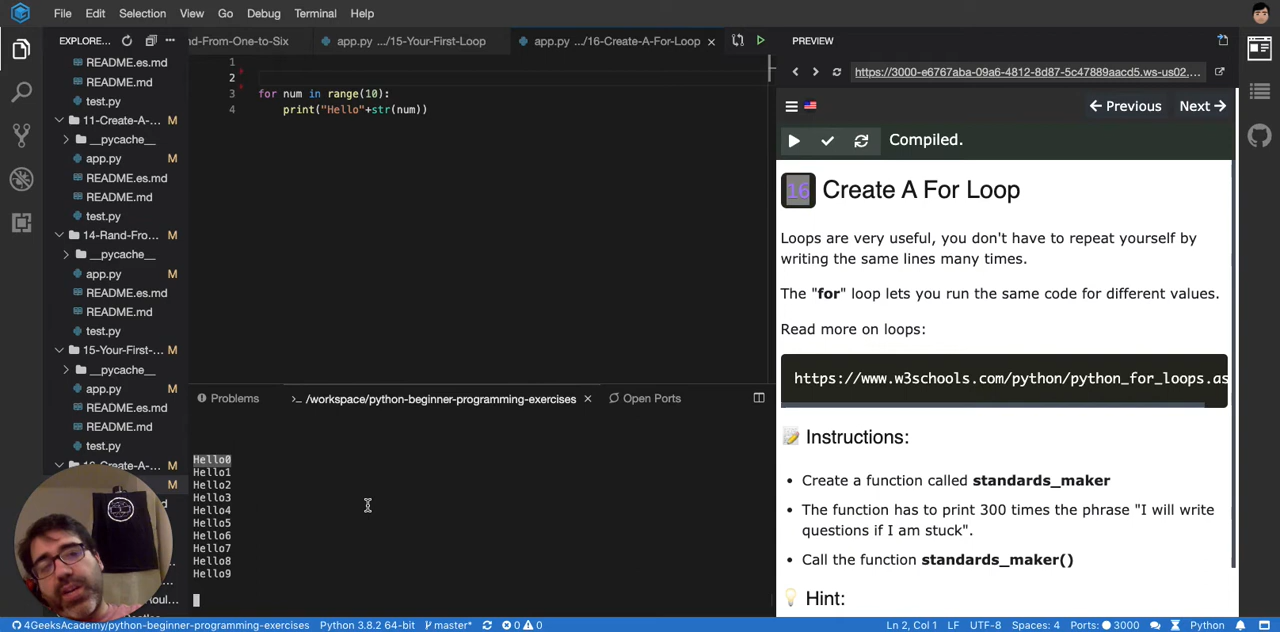 File Edit Selection View Go Debug Terminal Help
EXPLORE...
README.es.md
README.md
test.py
11-Create-A-... M
__pycache__
app.py M
README.es.md
README.md
test.py
14-Rand-Fro... M
__pycache__
app.py M
README.es.md
README.md
test.py
15-Your-First-... M
__pycache__
app.py M
README.es.md
README.md
test.py
M
M
nd-From-One-to-Six app.py .../15-Your-First-Loop app.py .../16-Create-A-For-Loop
1
2
3 for num in range(10):
4 print("Hello"+str(num))
Problems /workspace/python-beginner-programming-exercises Open Ports
Hello0
Hello1
Hello2
Hello3
Hello4
Hello5
Hello6
Hello7
Hello8
Hello9
PREVIEW
https://3000-e6767aba-09a6-4812-8d87-5c47889aacd5.ws-us02....
← Previous Next →
Compiled.
16 Create A For Loop
Loops are very useful, you don't have to repeat yourself by
writing the same lines many times.
The "for" loop lets you run the same code for different values.
Read more on loops:
https://www.w3schools.com/python/python_for_loops.as
Instructions:
• Create a function called standards_maker
• The function has to print 300 times the phrase "I will write
questions if I am stuck".
• Call the function standards_maker()
Hint:
4GeeksAcademy/python-beginner-programming-exercises Python 3.8.2 64-bit master* 0 0 Ln 2, Col 1 LF UTF-8 Spaces: 4 Ports: 3000 Python